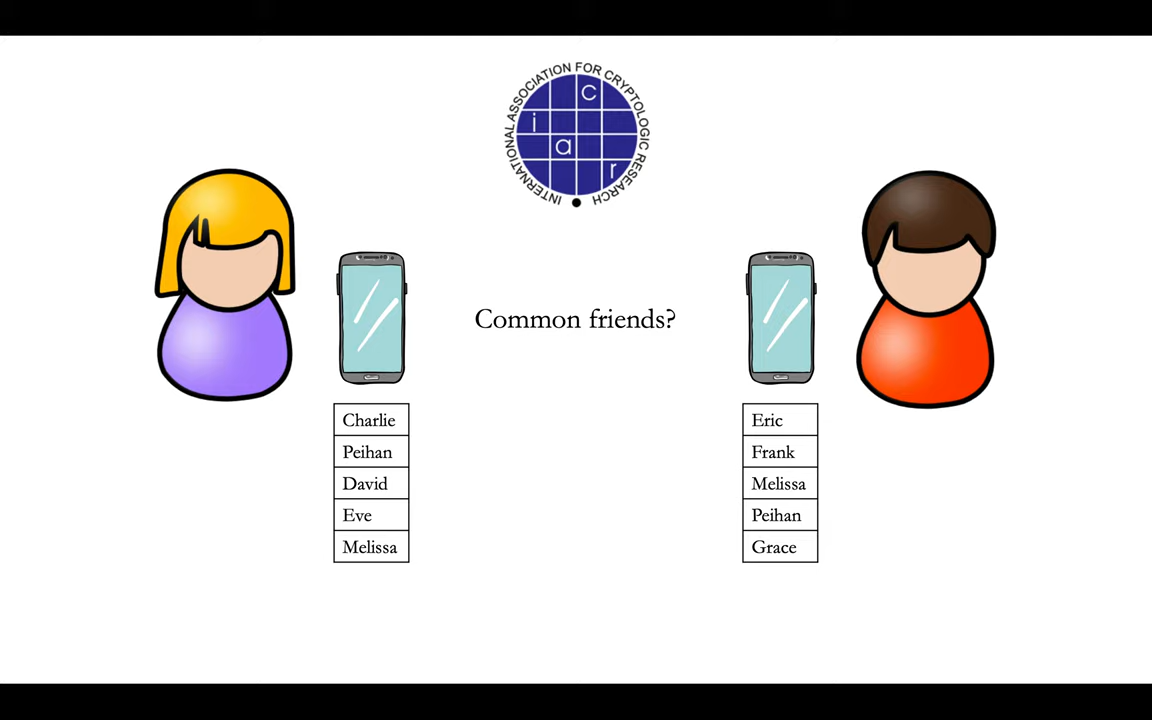 INTERNATIONAL ASSOCIATION FOR CRYPTOLOGIC RESEARCH
c
i
a
r
Common friends?
Charlie
Peihan
David
Eve
Melissa
Eric
Frank
Melissa
Peihan
Grace